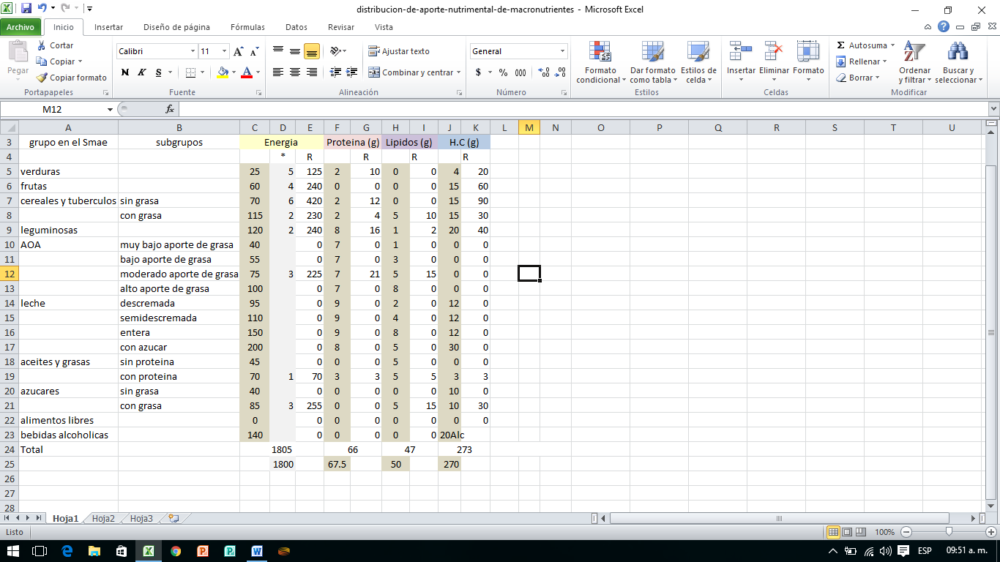 distribucion-de-aporte-nutrimental-de-macronutrientes - Microsoft Excel
Archivo Inicio Insertar Diseño de página Fórmulas Datos Revisar Vista
Pegar
Cortar
Copiar
Copiar formato
Portapapeles
Calibri 11
N K S
Fuente
Ajustar texto
Combinar y centrar
Alineación
General
$ % 000
Número
Formato condicional
Dar formato como tabla
Estilos de celda
Estilos
Insertar Eliminar Formato
Celdas
Autosuma
Rellenar
Borrar
Ordenar y filtrar
Buscar y seleccionar
Modificar
M12 fx
A B C D E F G H I J K L M N O P Q R S T U
3 grupo en el Smae subgrupos Energia Proteina (g) Lipidos (g) H.C (g)
4 * R R R R
5 verduras 25 5 125 2 10 0 0 4 20
6 frutas 60 4 240 0 0 0 0 15 60
7 cereales y tuberculos sin grasa 70 6 420 2 12 0 0 15 90
8 con grasa 115 2 230 2 4 5 10 15 30
9 leguminosas 120 2 240 8 16 1 2 20 40
10 AOA muy bajo aporte de grasa 40 0 7 0 1 0 0 0
11 bajo aporte de grasa 55 0 7 0 3 0 0 0
12 moderado aporte de grasa 75 3 225 7 21 5 15 0 0
13 alto aporte de grasa 100 0 7 0 8 0 0 0
14 leche descremada 95 0 9 0 2 0 12 0
15 semidescremada 110 0 9 0 4 0 12 0
16 entera 150 0 9 0 8 0 12 0
17 con azucar 200 0 8 0 5 0 30 0
18 aceites y grasas sin proteina 45 0 0 0 5 0 0 0
19 con proteina 70 1 70 3 3 5 5 3 3
20 azucares sin grasa 40 0 0 0 0 0 10 0
21 con grasa 85 3 255 0 0 5 15 10 30
22 alimentos libres 0 0 0 0 0 0 0 0
23 bebidas alcoholicas 140 0 0 0 0 0 20Alc
24 Total 1805 66 47 273
25 1800 67.5 50 270
26
27
28
Hoja1 Hoja2 Hoja3
Listo 100%
ESP 09:51 a. m.